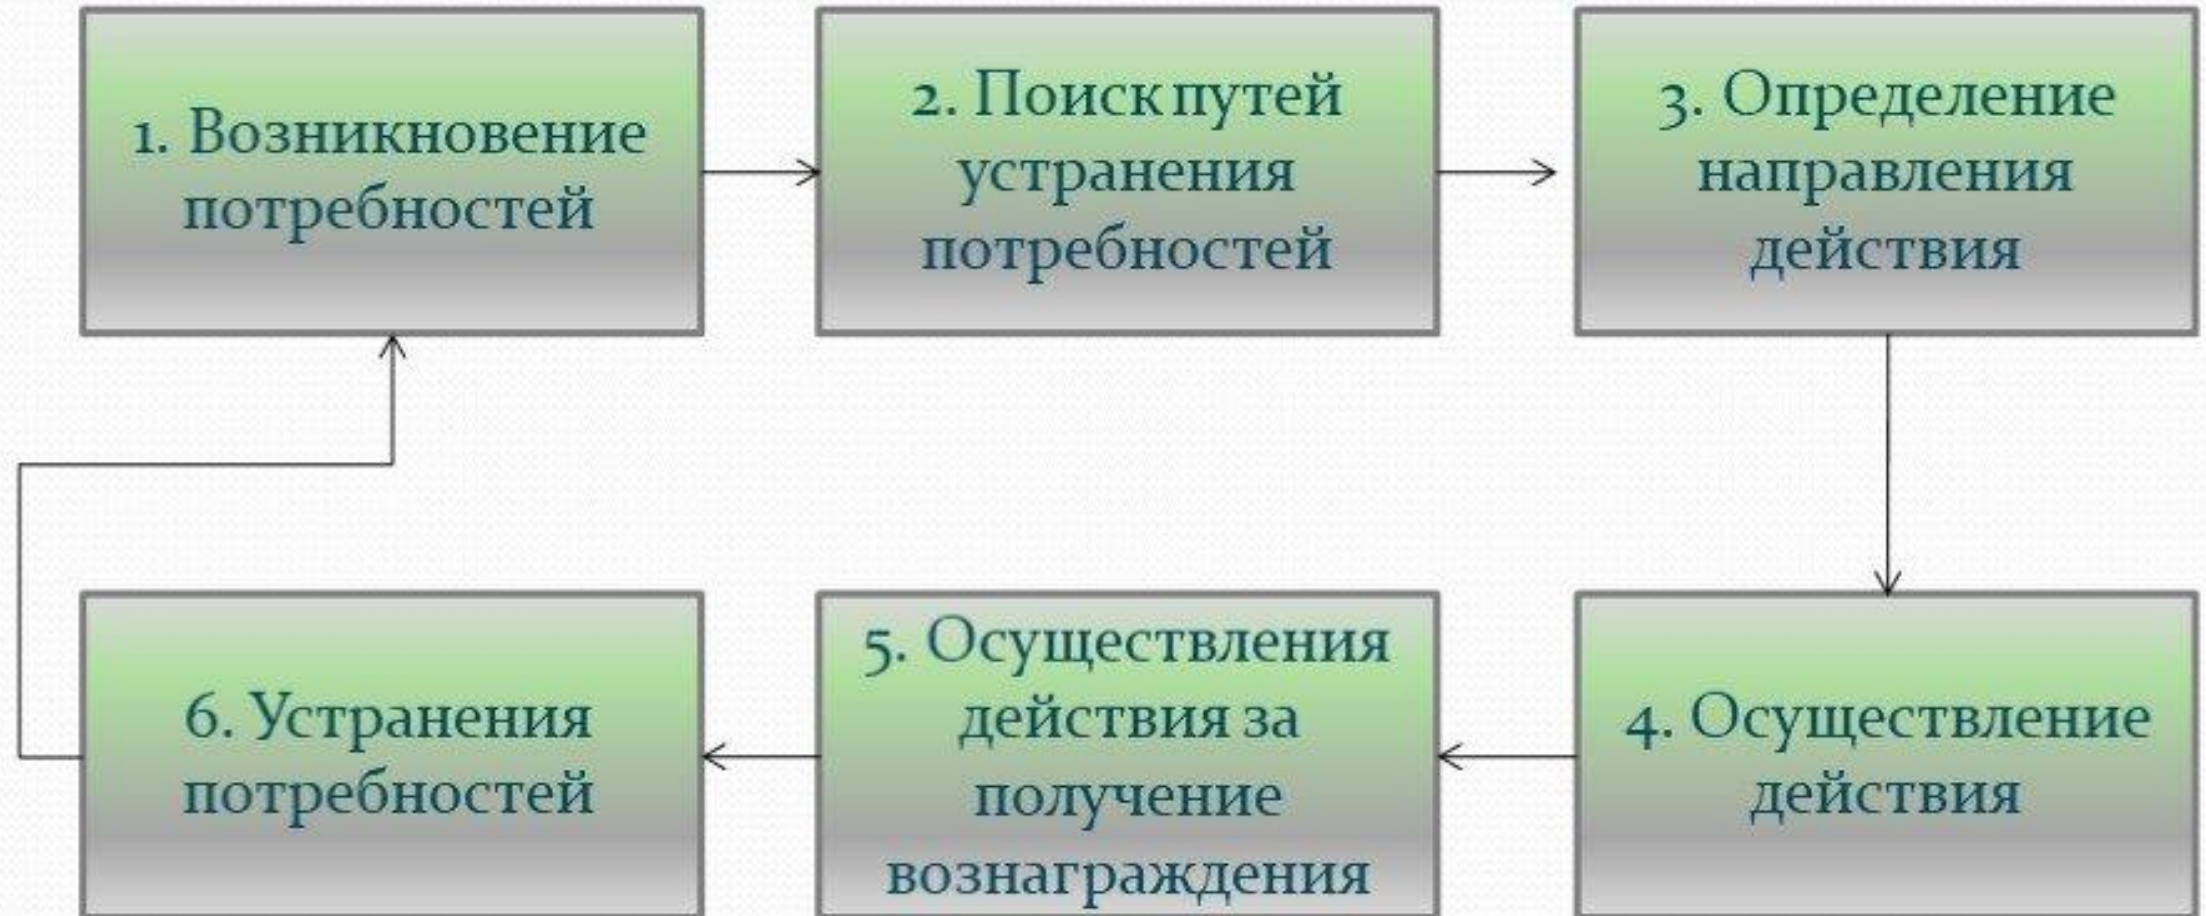 1. Возникновение
потребностей
2. Поиск путей
устранения
потребностей
3. Определение
направления
действия
4. Осуществление
действия
5. Осуществления
действия за
получение
вознаграждения
6. Устранения
потребностей